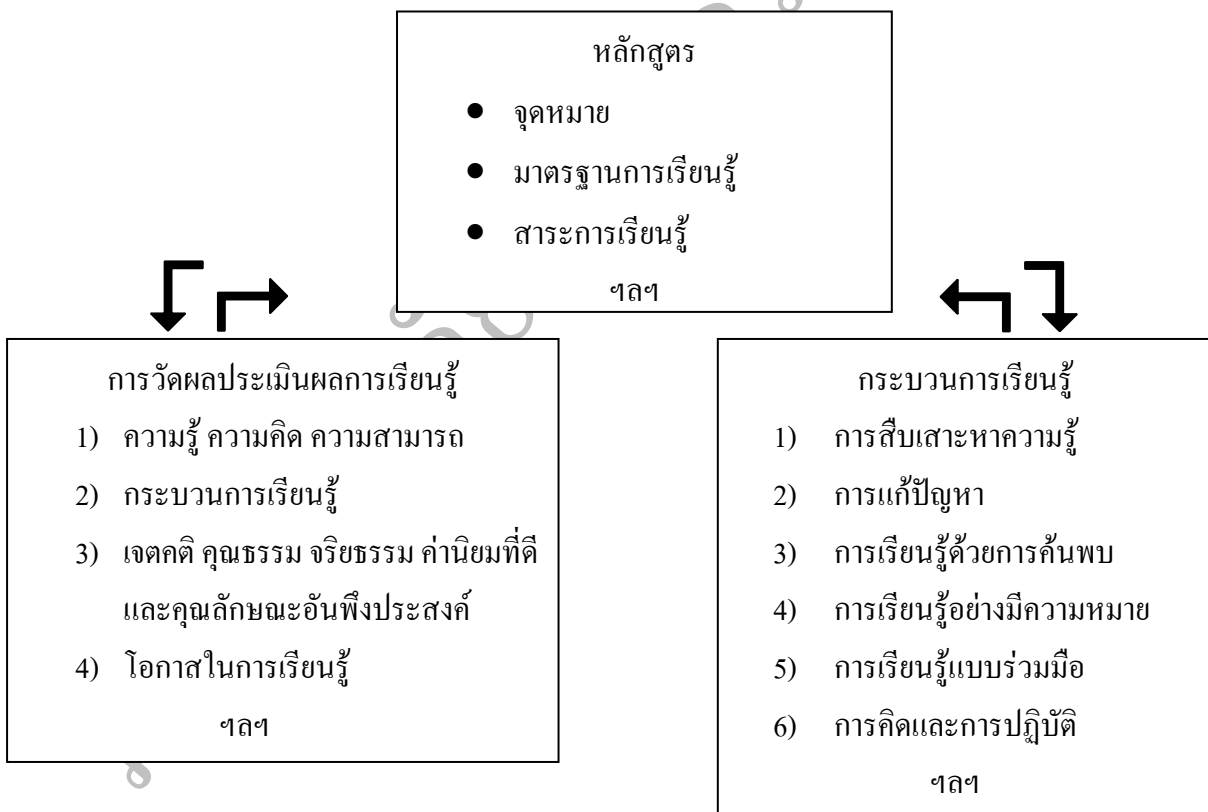 หลักสูตร
● จุดหมาย
● มาตรฐานการเรียนรู้
● สาระการเรียนรู้
ฯลฯ
การวัดผลประเมินผลการเรียนรู้
1) ความรู้ ความคิด ความสามารถ
2) กระบวนการเรียนรู้
3) เจตคติ คุณธรรม จริยธรรม ค่านิยมที่ดี
และคุณลักษณะอันพึงประสงค์
4) โอกาสในการเรียนรู้
ฯลฯ
กระบวนการเรียนรู้
1) การสืบเสาะหาความรู้
2) การแก้ปัญหา
3) การเรียนรู้ด้วยการค้นพบ
4) การเรียนรู้อย่างมีความหมาย
5) การเรียนรู้แบบร่วมมือ
6) การคิดและการปฏิบัติ
ฯลฯ